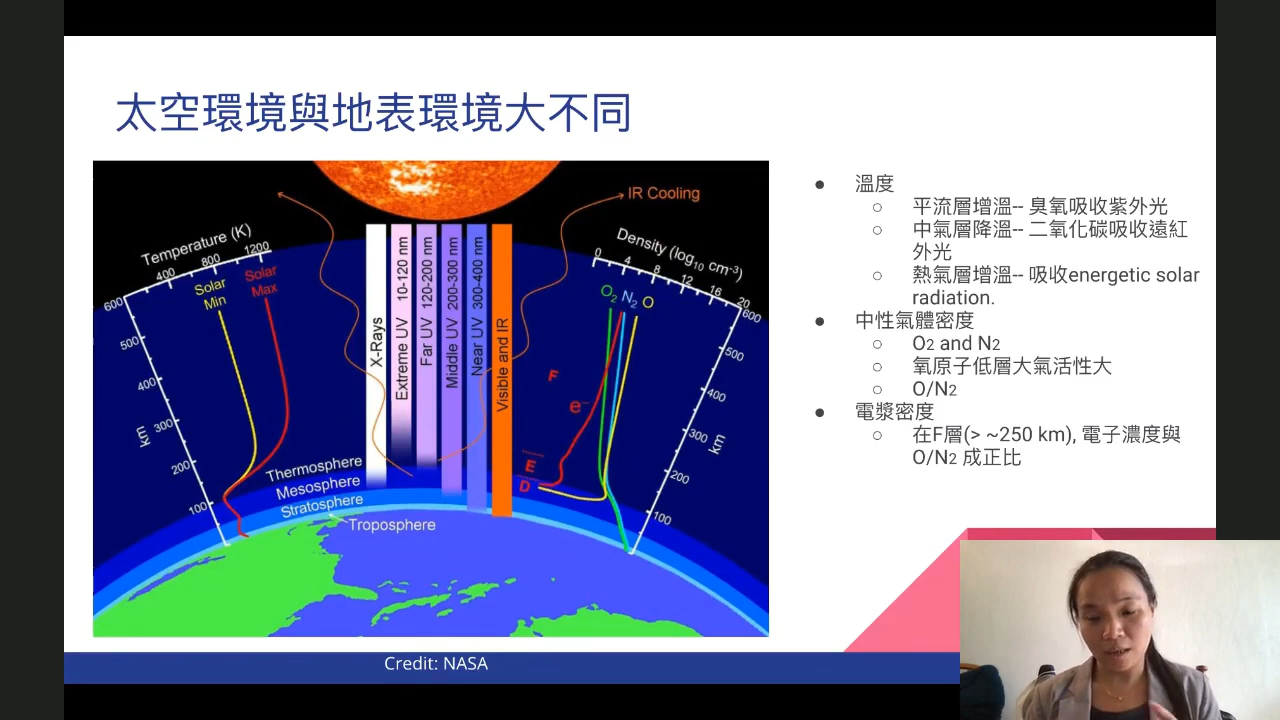 太空環境與地表環境大不同
IR Cooling
Temperature (K)
400
800
1200
Solar
Min
Solar
Max
600
500
400
300
200
100
km
X-Rays
Extreme UV 10-120 nm
Far UV 120-200 nm
Middle UV 200-300 nm
Near UV 300-400 nm
Visible and IR
Density (log10 cm-3)
0
4
8
12
16
20
O2 N2 O
600
500
400
300
200
100
km
F
e-
E
D
Thermosphere
Mesosphere
Stratosphere
Troposphere
● 溫度
○ 平流層增溫-- 臭氧吸收紫外光
○ 中氣層降溫-- 二氧化碳吸收遠紅
外光
○ 熱氣層增溫-- 吸收energetic solar
radiation.
● 中性氣體密度
○ O2 and N2
○ 氧原子低層大氣活性大
○ O/N2
● 電漿密度
○ 在F層(> ~250 km), 電子濃度與
O/N2 成正比
Credit: NASA